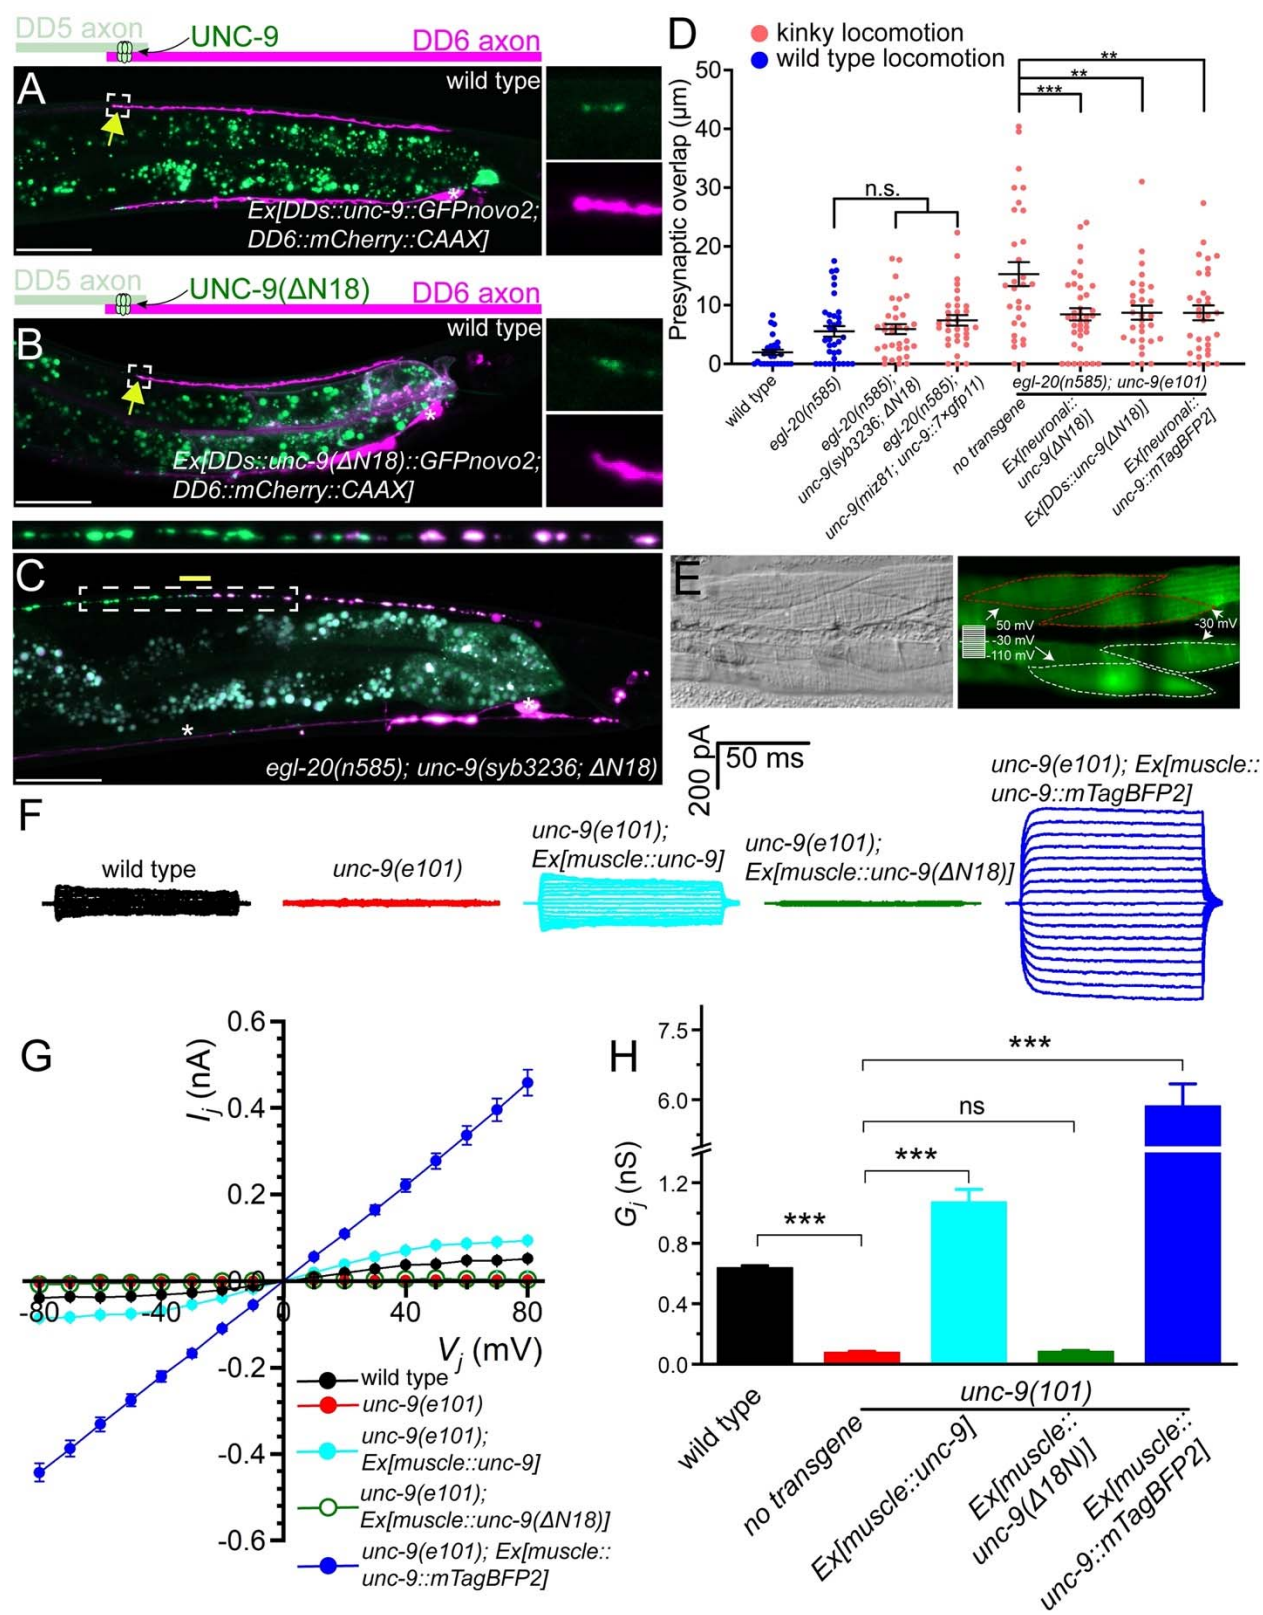 DD5 axon
UNC-9
DD6 axon
A
wild type
Ex[DDs::unc-9::GFPnovo2;
DD6::mCherry::CAAX]
*
DD5 axon
UNC-9(ΔN18)
DD6 axon
B
wild type
*
Ex[DDs::unc-9(ΔN18)::GFPnovo2;
DD6::mCherry::CAAX]
C
*
*
egl-20(n585); unc-9(syb3236; ΔN18)
D
kinky locomotion
wild type locomotion
Presynaptic overlap (μm)
50
40
30
20
10
0
n.s.
***
**
**
wild type
egl-20(n585)
egl-20(n585);
unc-9(syb3236; ΔN18)
egl-20(n585);
unc-9(miz81; unc-9::7×gfp11)
egl-20(n585); unc-9(e101)
no transgene
Ex[neuronal::
unc-9(ΔN18)]
Ex[DDs::unc-9(ΔN18)]
Ex[neuronal::
unc-9::mTagBFP2]
E
50 mV
-30 mV
-110 mV
-30 mV
200 pA
50 ms
F
wild type
unc-9(e101)
unc-9(e101);
Ex[muscle::unc-9]
unc-9(e101);
Ex[muscle::unc-9(ΔN18)]
unc-9(e101); Ex[muscle::
unc-9::mTagBFP2]
G
Ij (nA)
0.6
0.4
0.2
0.0
-0.2
-0.4
-0.6
-80
-40
0
40
80
Vj (mV)
wild type
unc-9(e101)
unc-9(e101);
Ex[muscle::unc-9]
unc-9(e101);
Ex[muscle::unc-9(ΔN18)]
unc-9(e101); Ex[muscle::
unc-9::mTagBFP2]
H
Gj (nS)
7.5
6.0
1.2
0.8
0.4
0.0
***
***
ns
***
wild type
unc-9(101)
no transgene
Ex[muscle::unc-9]
Ex[muscle::
unc-9(Δ18N)]
Ex[muscle::
unc-9::mTagBFP2]